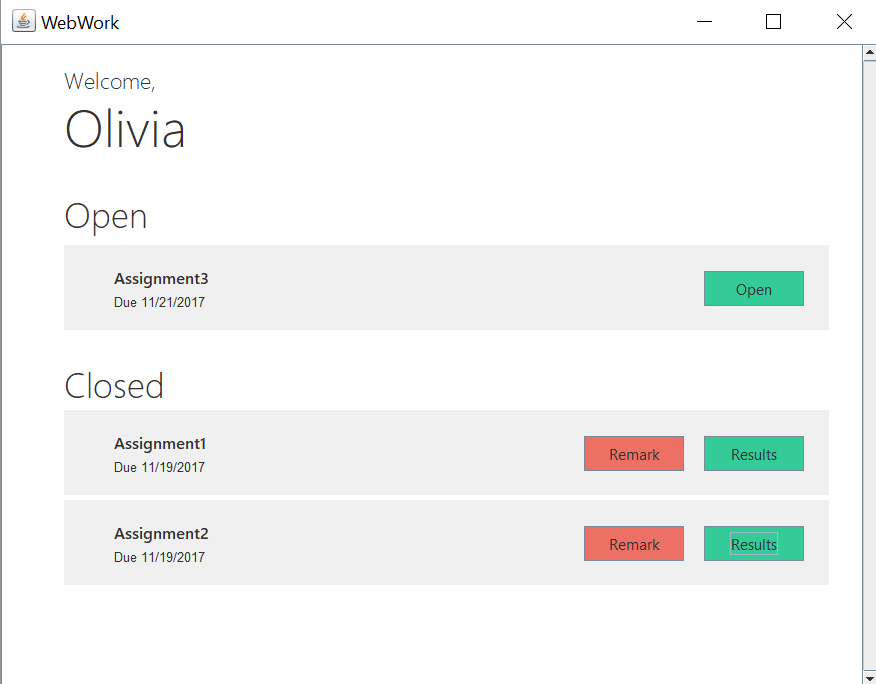 WebWork
Welcome,
Olivia
Open
Assignment3
Due 11/21/2017
Open
Closed
Assignment1
Due 11/19/2017
Remark
Results
Assignment2
Due 11/19/2017
Remark
Results